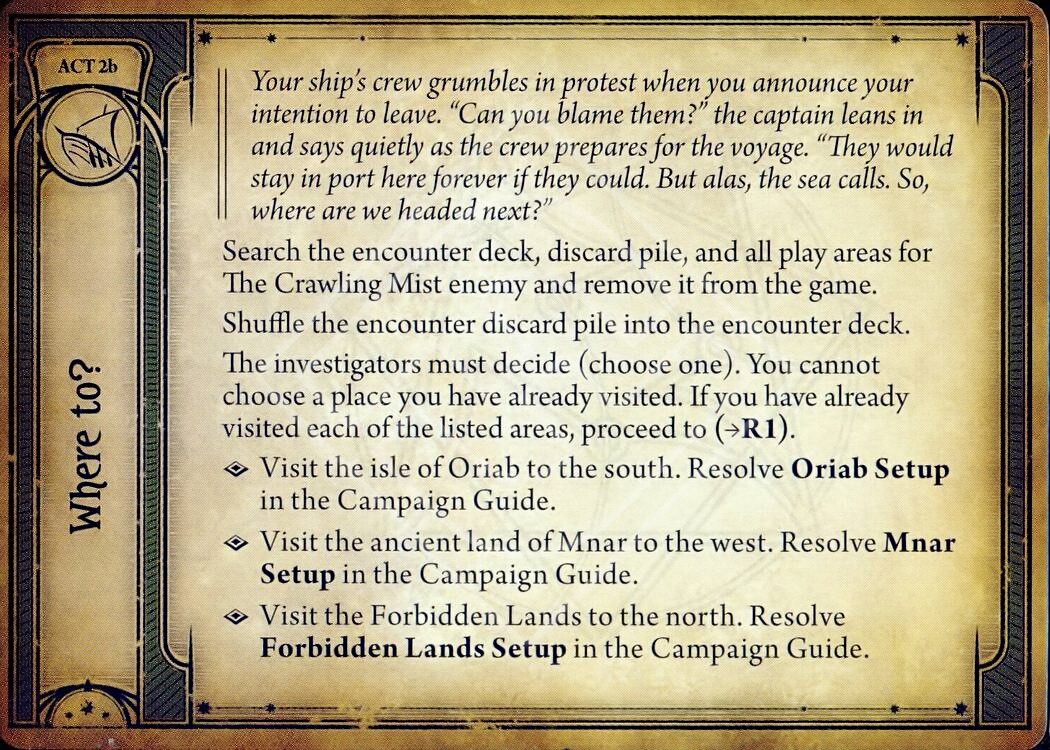 ACT 2b
Where to?
Your ship's crew grumbles in protest when you announce your
intention to leave. “Can you blame them?” the captain leans in
and says quietly as the crew prepares for the voyage. “They would
stay in port here forever if they could. But alas, the sea calls. So,
where are we headed next?”
Search the encounter deck, discard pile, and all play areas for
The Crawling Mist enemy and remove it from the game.
Shuffle the encounter discard pile into the encounter deck.
The investigators must decide (choose one). You cannot
choose a place you have already visited. If you have already
visited each of the listed areas, proceed to (→R1).
Visit the isle of Oriab to the south. Resolve Oriab Setup
in the Campaign Guide.
Visit the ancient land of Mnar to the west. Resolve Mnar
Setup in the Campaign Guide.
Visit the Forbidden Lands to the north. Resolve
Forbidden Lands Setup in the Campaign Guide.